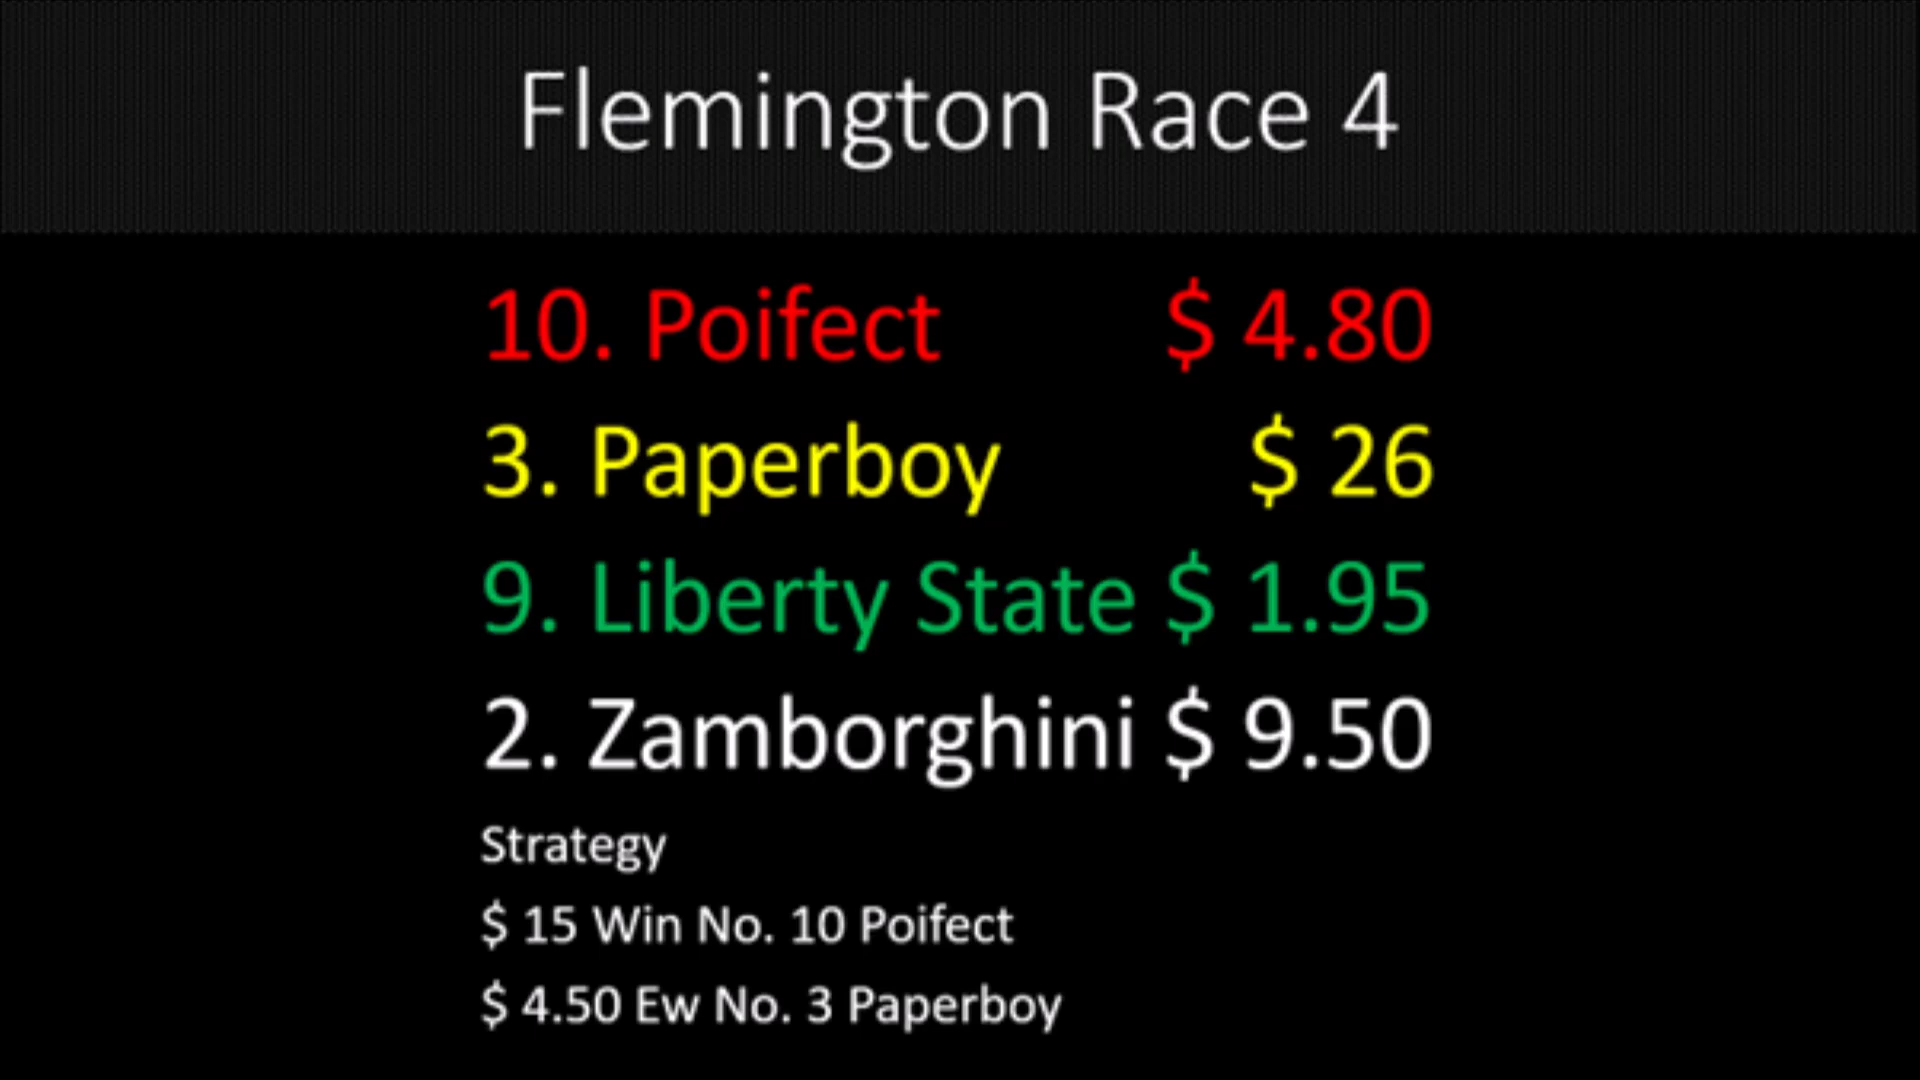 Flemington Race 4
10. Poifect $ 4.80
3. Paperboy $ 26
9. Liberty State $ 1.95
2. Zamborghini $ 9.50
Strategy
$ 15 Win No. 10 Poifect
$ 4.50 Ew No. 3 Paperboy